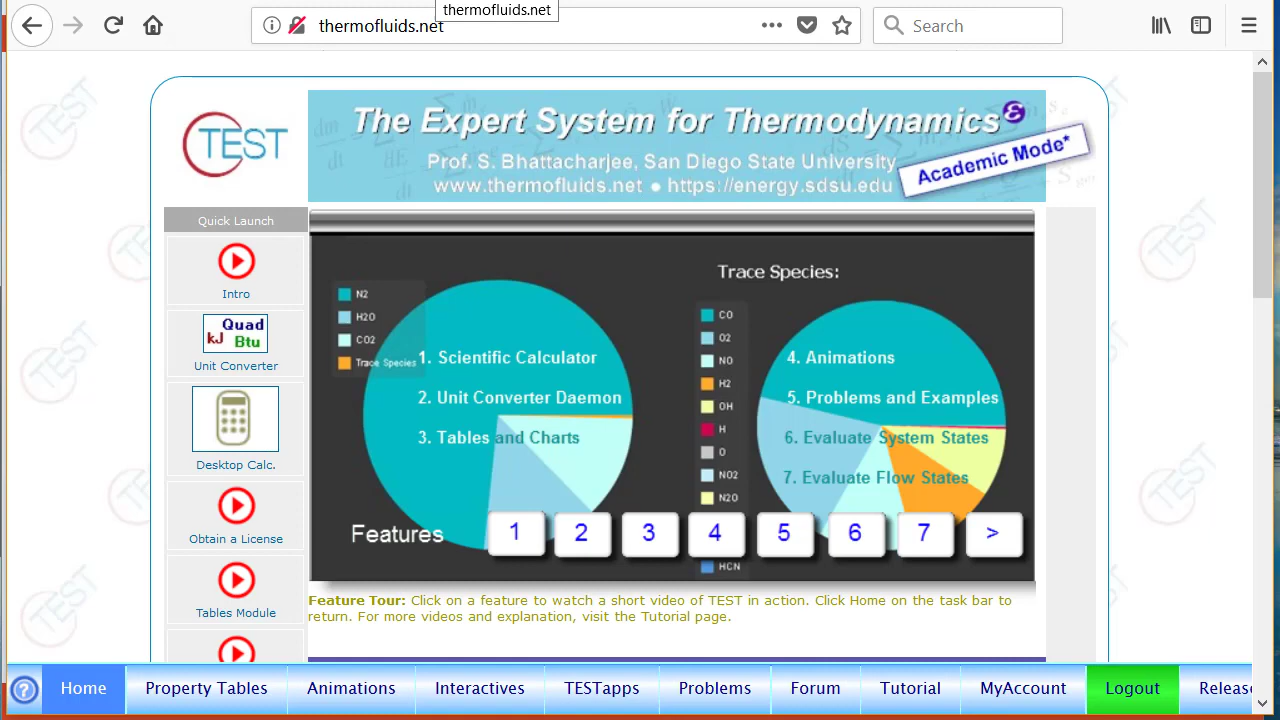 thermofluids.net
thermofluids.net
Search
TEST
The Expert System for Thermodynamics
Prof. S. Bhattacharjee, San Diego State University
www.thermofluids.net ● https://energy.sdsu.edu
ε
Academic Mode*
Quick Launch
Intro
Quad
kJ Btu
Unit Converter
Desktop Calc.
Obtain a License
Tables Module
N2
H2O
CO2
Trace Species
1. Scientific Calculator
2. Unit Converter Daemon
3. Tables and Charts
Trace Species:
CO
O2
NO
H2
OH
H
O
NO2
N2O
HCN
4. Animations
5. Problems and Examples
6. Evaluate System States
7. Evaluate Flow States
Features 1 2 3 4 5 6 7 >
Feature Tour: Click on a feature to watch a short video of TEST in action. Click Home on the task bar to
return. For more videos and explanation, visit the Tutorial page.
? Home Property Tables Animations Interactives TESTapps Problems Forum Tutorial MyAccount Logout Releas